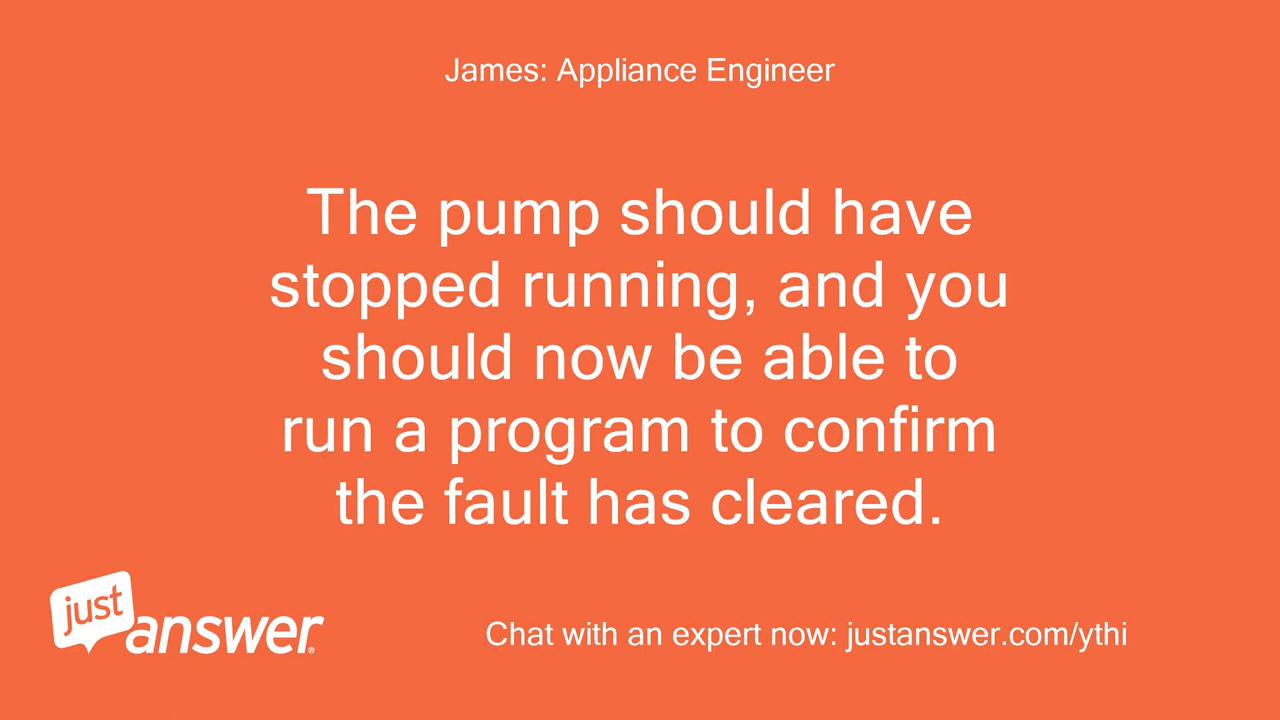 James: Appliance Engineer
The pump should have
stopped running, and you
should now be able to
run a program to confirm
the fault has cleared.
just
answer®
Chat with an expert now: justanswer.com/ythi